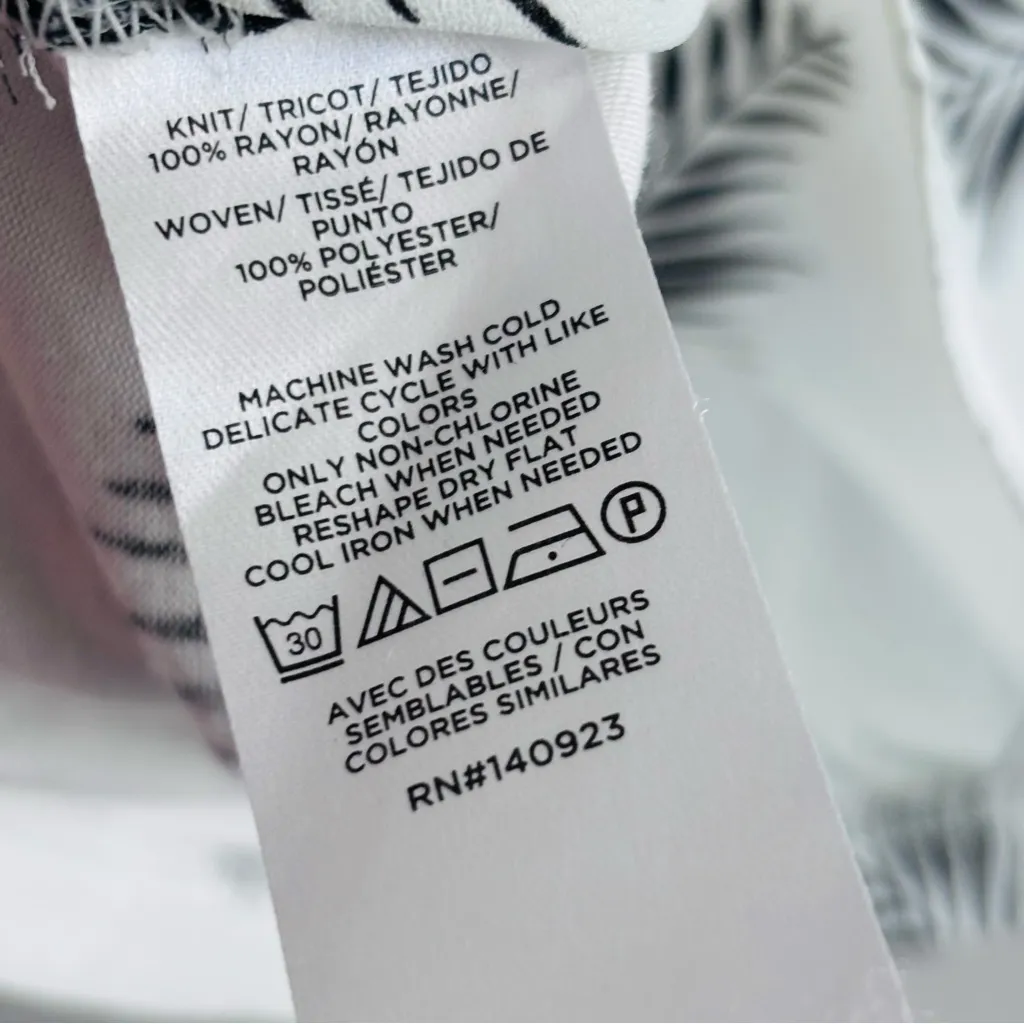 KNIT/ TRICOT/ TEJIDO
100% RAYON/ RAYONNE/
RAYÓN
WOVEN/ TISSÉ/ TEJIDO DE
PUNTO
100% POLYESTER/
POLIÉSTER
MACHINE WASH COLD
DELICATE CYCLE WITH LIKE
COLORS
ONLY NON-CHLORINE
BLEACH WHEN NEEDED
RESHAPE DRY FLAT
COOL IRON WHEN NEEDED
30 P
AVEC DES COULEURS
SEMBLABLES / CON
COLORES SIMILARES
RN#140923